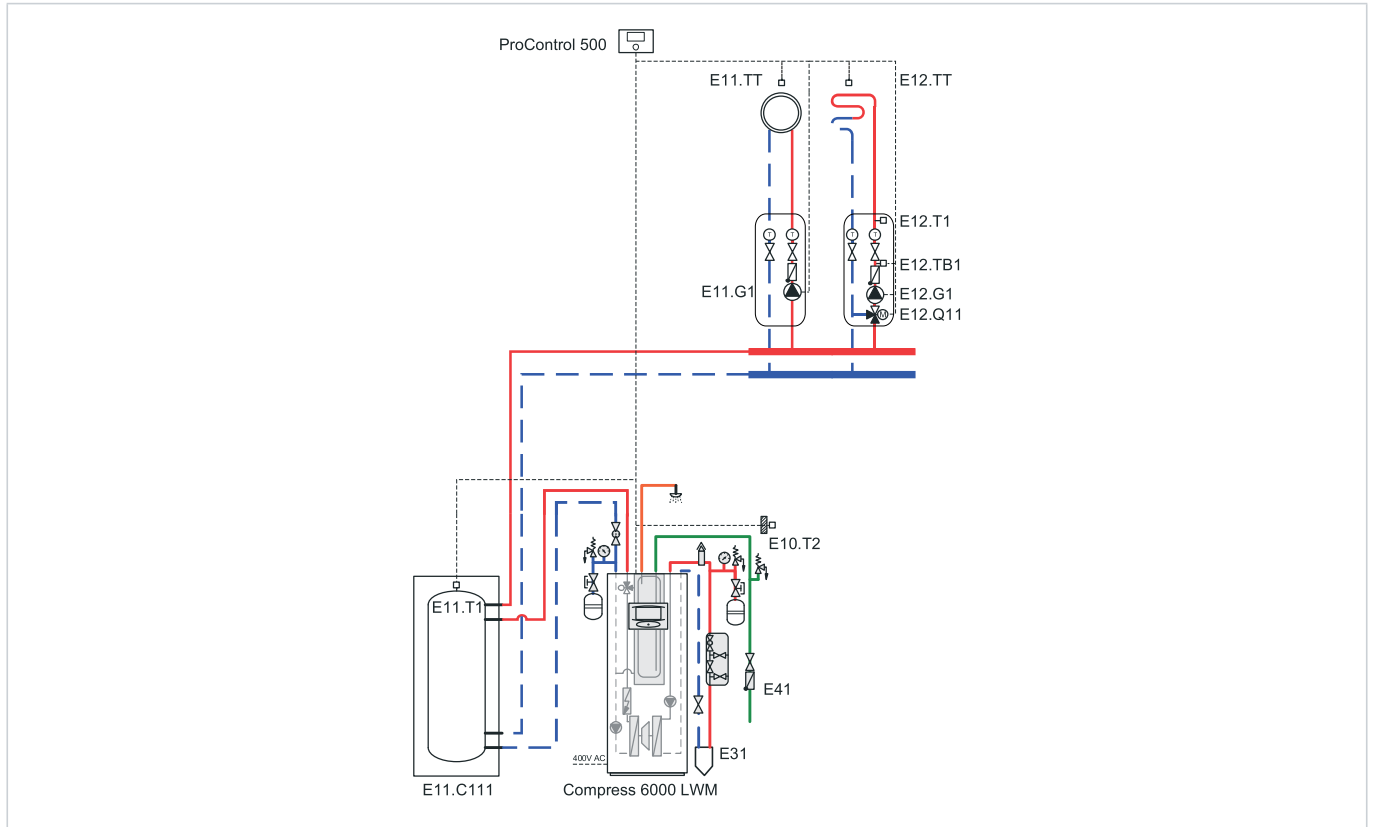 ProControl 500
E11.TT
E12.TT
T
T
T
T
E12.T1
E12.TB1
E11.G1
E12.G1
M
E12.Q11
E10.T2
E11.T1
E41
E31
400V AC
E11.C111
Compress 6000 LWM